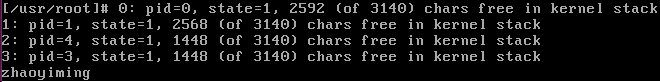 [/usr/root]# 0: pid=0, state=1, 2592 (of 3140) chars free in kernel stack
1: pid=1, state=1, 2568 (of 3140) chars free in kernel stack
2: pid=4, state=1, 1448 (of 3140) chars free in kernel stack
3: pid=3, state=1, 1448 (of 3140) chars free in kernel stack
zhaoyiming